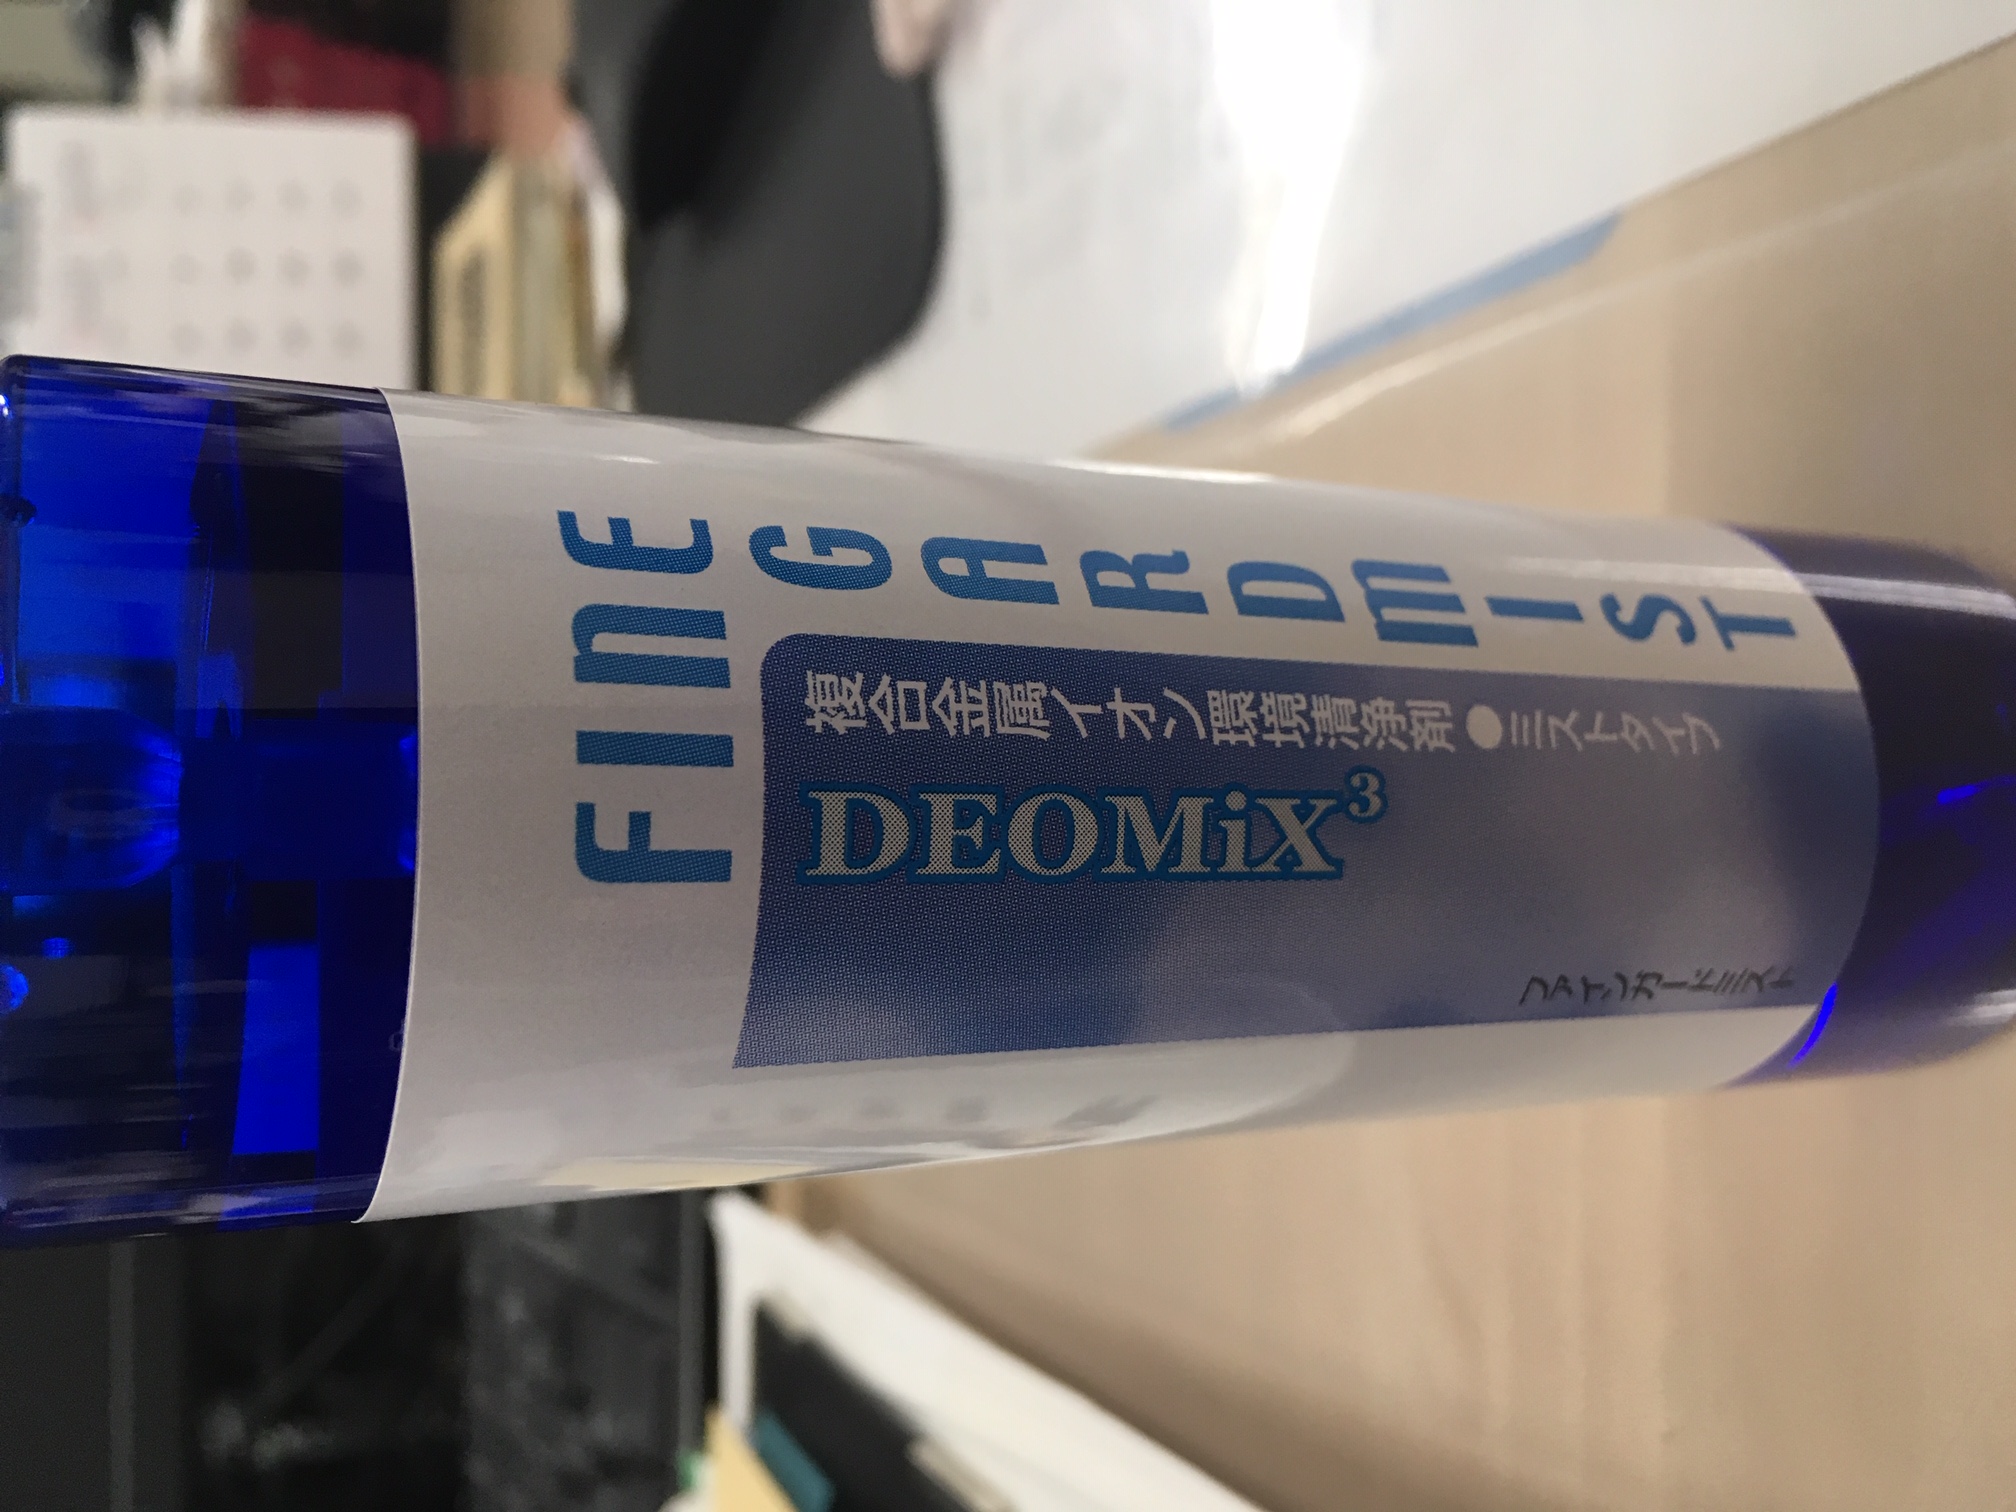 FINE
GARDmIST
複合金属イオン環境清浄剤●ミストタイプ
DEOMiX³
ファインガードミスト